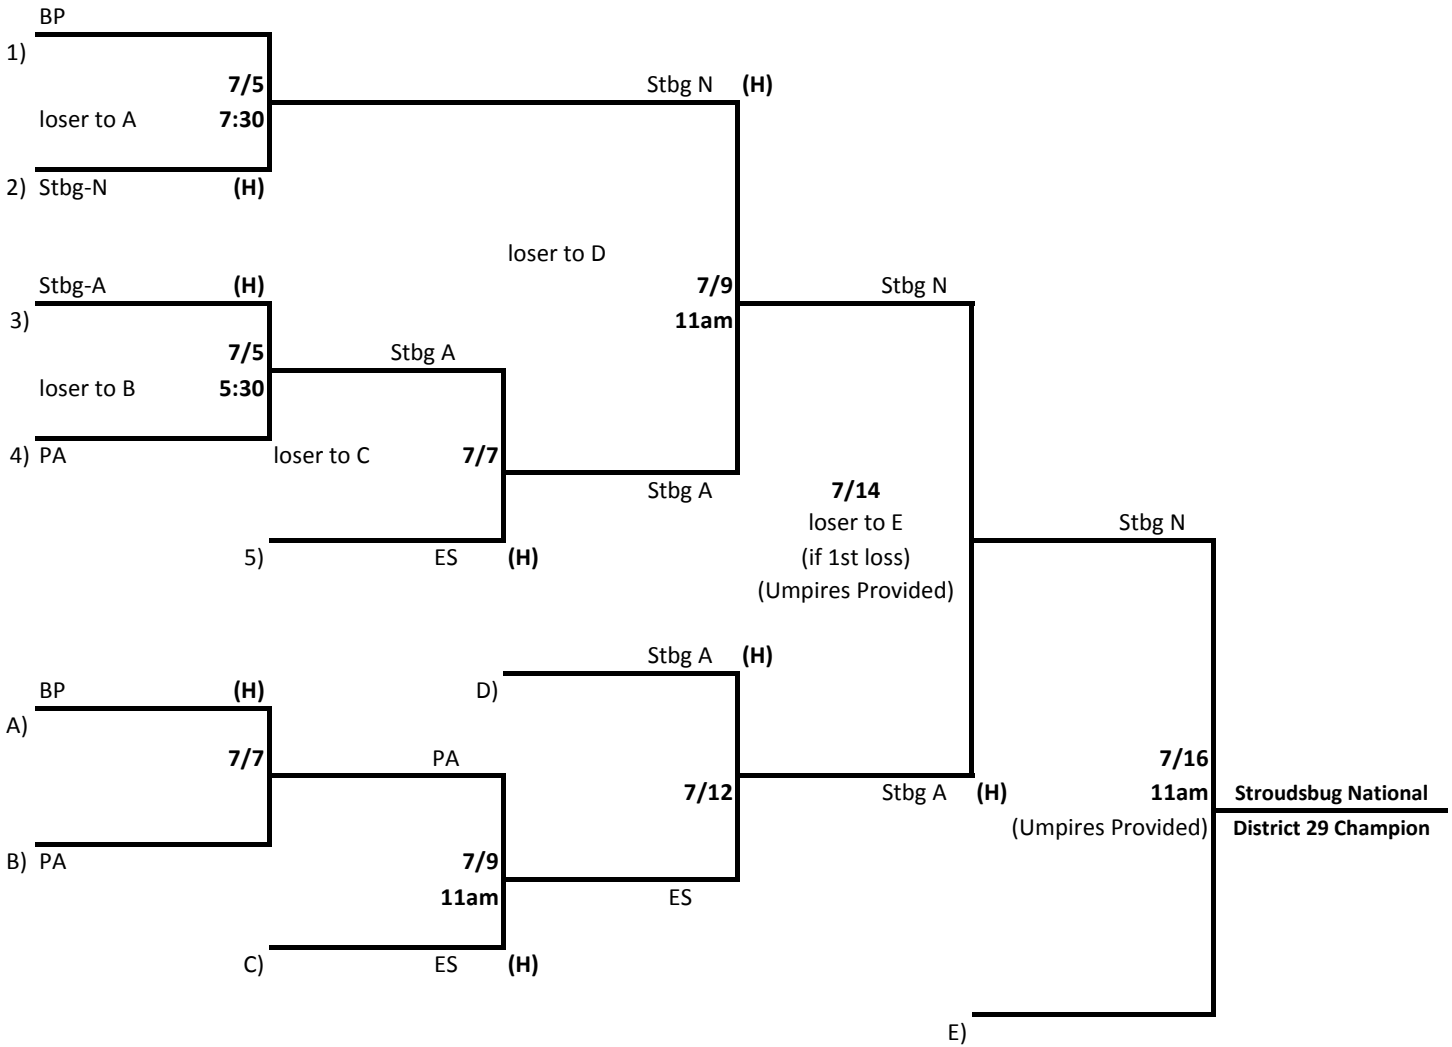 BP
1)
7/5
loser to A 7:30
2) Stbg-N (H)
Stbg N (H)
loser to D
7/9
11am
Stbg-A (H)
3)
7/5
loser to B 5:30
4) PA
Stbg A
loser to C 7/7
5) ES (H)
Stbg A
Stbg N
7/14
loser to E
(if 1st loss)
(Umpires Provided)
Stbg N
Stbg A (H)
D)
BP (H)
A)
7/7
B) PA
PA
7/9
11am
C) ES (H)
7/12
ES
Stbg A (H)
7/16
11am
(Umpires Provided)
Stroudsbug National
District 29 Champion
E)